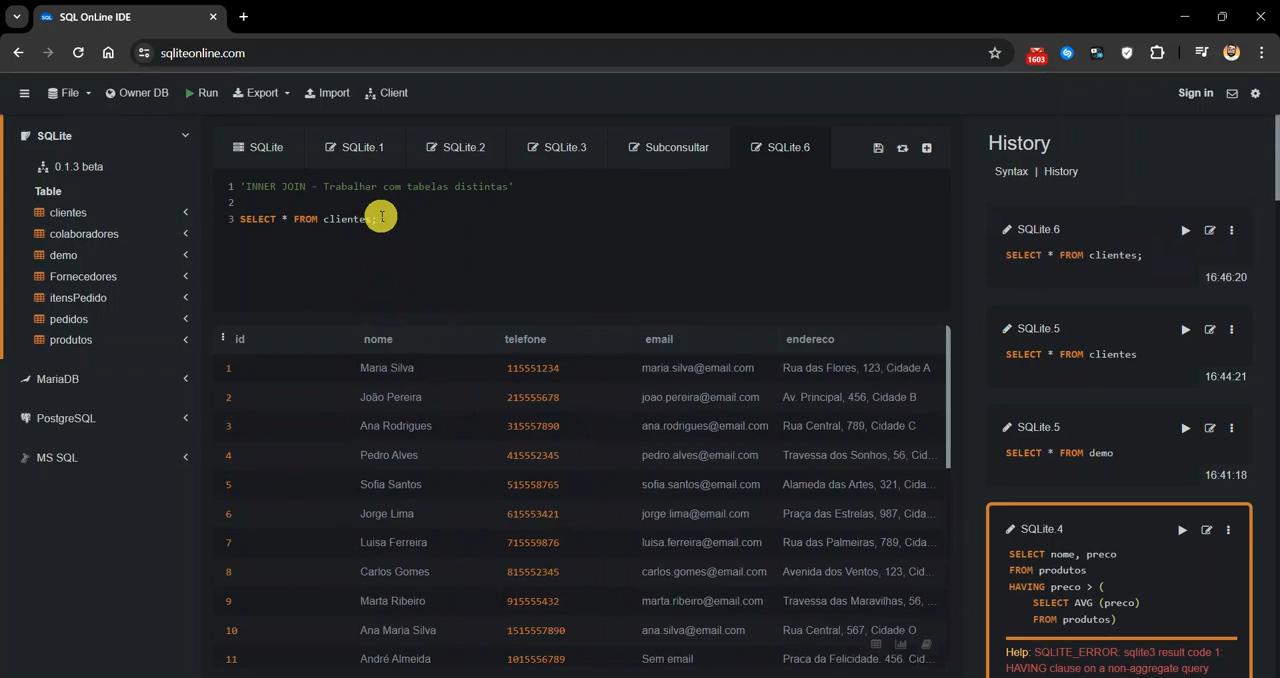 SQL OnLine IDE
sqliteonline.com
1603
File
Owner DB
Run
Export
Import
Client
Sign in
SQLite
0.1.3 beta
Table
clientes
colaboradores
demo
Fornecedores
itensPedido
pedidos
produtos
MariaDB
PostgreSQL
MS SQL
SQLite
SQLite.1
SQLite.2
SQLite.3
Subconsultar
SQLite.6
1 'INNER JOIN - Trabalhar com tabelas distintas'
2
3 SELECT * FROM clientes;
id nome telefone email endereco
1 Maria Silva 115551234 maria.silva@email.com Rua das Flores, 123, Cidade A
2 João Pereira 215555678 joao.pereira@email.com Av. Principal, 456, Cidade B
3 Ana Rodrigues 315557890 ana.rodrigues@email.com Rua Central, 789, Cidade C
4 Pedro Alves 415552345 pedro.alves@email.com Travessa dos Sonhos, 56, Cid...
5 Sofia Santos 515558765 sofia.santos@email.com Alameda das Artes, 321, Cida...
6 Jorge Lima 615553421 jorge.lima@email.com Praça das Estrelas, 987, Cid...
7 Luisa Ferreira 715559876 luisa.ferreira@email.com Rua das Palmeiras, 789, Cida...
8 Carlos Gomes 815552345 carlos.gomes@email.com Avenida dos Ventos, 123, Cid...
9 Marta Ribeiro 915555432 marta.ribeiro@email.com Travessa das Maravilhas, 56, ...
10 Ana Maria Silva 1515557890 ana.silva@email.com Rua Central, 567, Cidade O
11 André Almeida 1015556789 Sem email Praça da Felicidade, 456, Cid...
History
Syntax | History
SQLite.6
SELECT * FROM clientes;
16:46:20
SQLite.5
SELECT * FROM clientes
16:44:21
SQLite.5
SELECT * FROM demo
16:41:18
SQLite.4
SELECT nome, preco
FROM produtos
HAVING preco > (
SELECT AVG (preco)
FROM produtos)
Help: SQLITE_ERROR: sqlite3 result code 1:
HAVING clause on a non-aggregate query